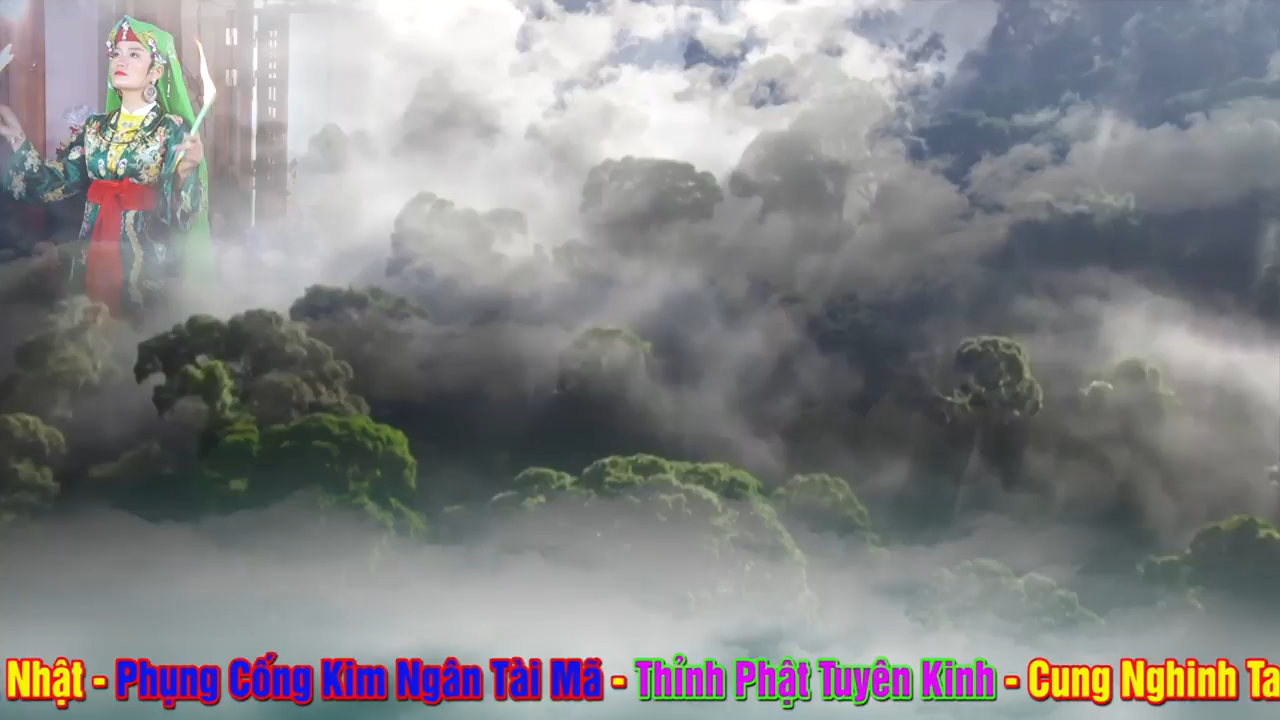 Nhật - Phụng Cống Kim Ngân Tài Mã - Thỉnh Phật Tuyên Kinh - Cung Nghinh Ta